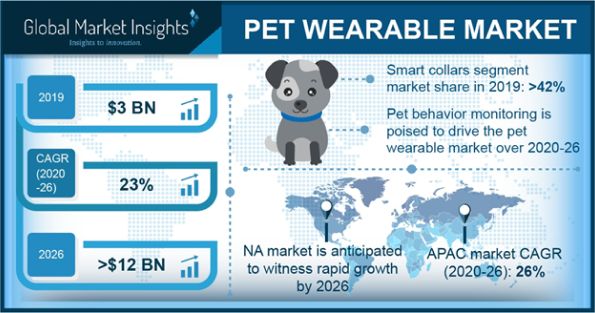 Global Market Insights
Insights to Innovation.
PET WEARABLE MARKET
2019
$3 BN
CAGR
(2020
-26)
23%
2026
>$12 BN
Smart collars segment
market share in 2019: >42%
Pet behavior monitoring is
poised to drive the pet
wearable market over 2020-26
NA market is anticipated
to witness rapid growth
by 2026
APAC market CAGR
(2020-26): 26%